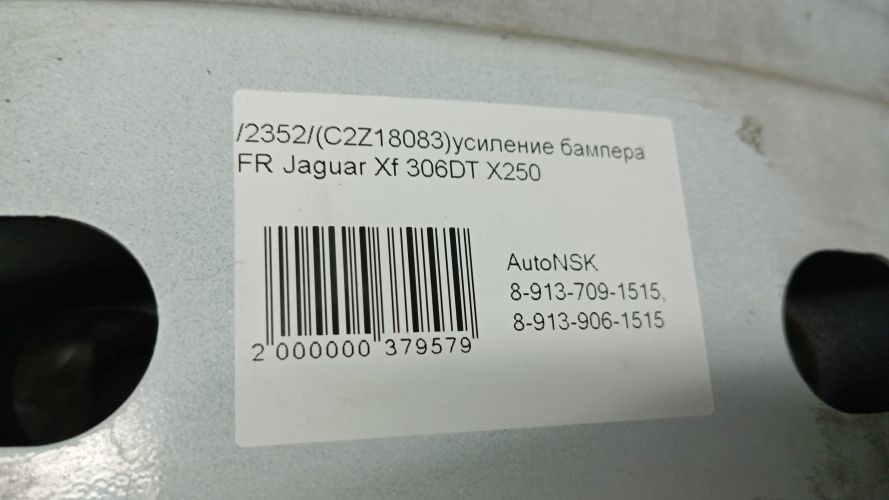 /2352/(C2Z18083)усиление бампера
FR Jaguar Xf 306DT X250
AutoNSK
8-913-709-1515,
8-913-906-1515
2 000000 379579